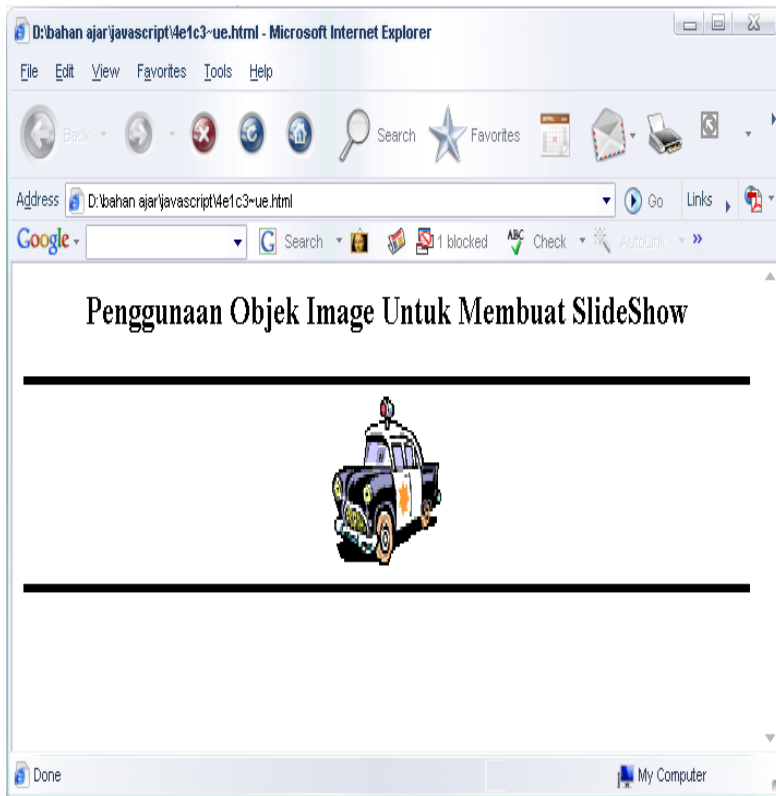 D:\bahan ajar\javascript\4e1c3~ue.html - Microsoft Internet Explorer
File Edit View Favorites Tools Help
Back Search Favorites
Address D:\bahan ajar\javascript\4e1c3~ue.html Go Links
Google G Search 1 blocked ABC Check AutoLink »
Penggunaan Objek Image Untuk Membuat SlideShow
Done My Computer